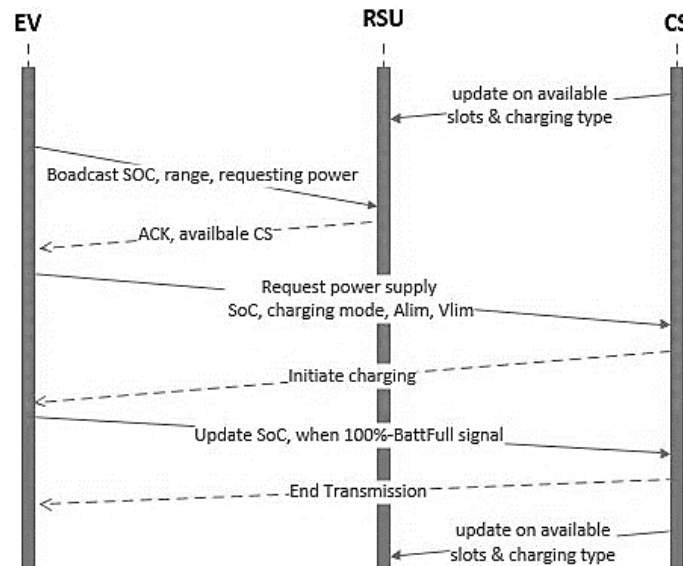 EV
RSU
CS
update on available
slots & charging type
Boadcast SOC, range, requesting power
ACK, availbale CS
Request power supply
SoC, charging mode, Alim, Vlim
Initiate charging
Update SoC, when 100%-BattFull signal
End Transmission
update on available
slots & charging type